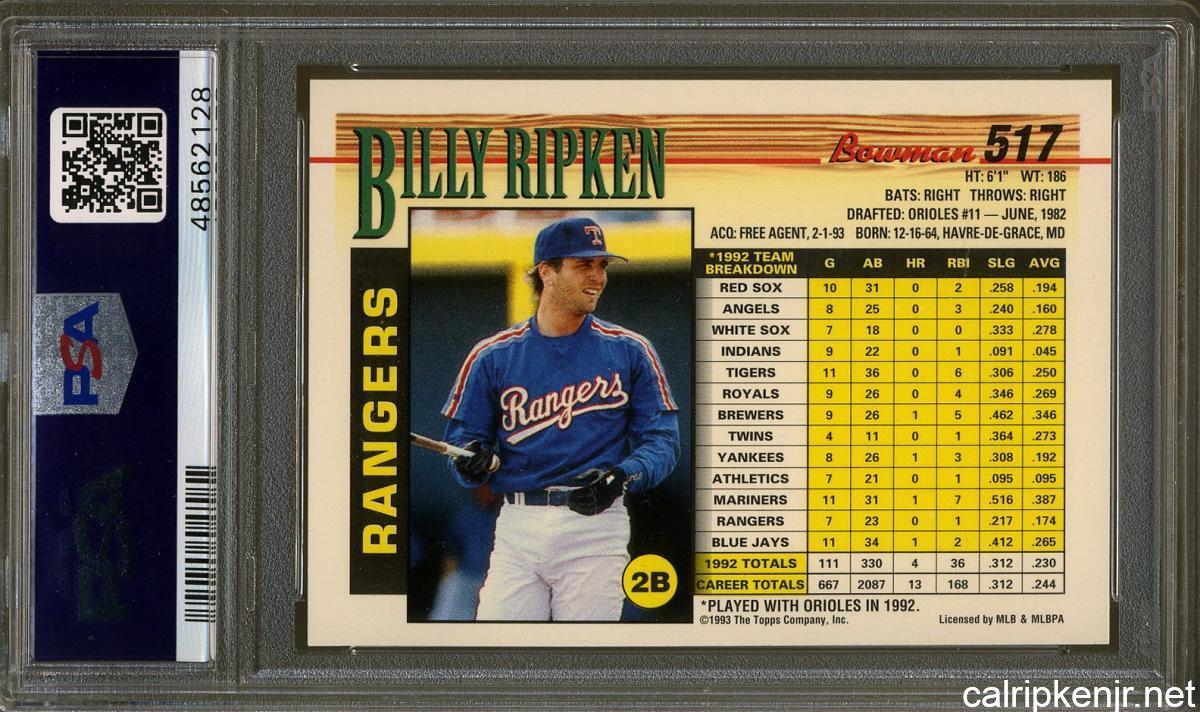 48562128
PSA
PSA
PSA
BILLY RIPKEN
Bowman 517
HT: 6'1" WT: 186
BATS: RIGHT THROWS: RIGHT
DRAFTED: ORIOLES #11 — JUNE, 1982
ACQ: FREE AGENT, 2-1-93 BORN: 12-16-64, HAVRE-DE-GRACE, MD
RANGERS
T
Rangers
2B
*1992 TEAM
BREAKDOWN G AB HR RBI SLG AVG
RED SOX 10 31 0 2 .258 .194
ANGELS 8 25 0 3 .240 .160
WHITE SOX 7 18 0 0 .333 .278
INDIANS 9 22 0 1 .091 .045
TIGERS 11 36 0 6 .306 .250
ROYALS 9 26 0 4 .346 .269
BREWERS 9 26 1 5 .462 .346
TWINS 4 11 0 1 .364 .273
YANKEES 8 26 1 3 .308 .192
ATHLETICS 7 21 0 1 .095 .095
MARINERS 11 31 1 7 .516 .387
RANGERS 7 23 0 1 .217 .174
BLUE JAYS 11 34 1 2 .412 .265
1992 TOTALS 111 330 4 36 .312 .230
CAREER TOTALS 667 2087 13 168 .312 .244
*PLAYED WITH ORIOLES IN 1992.
©1993 The Topps Company, Inc. Licensed by MLB & MLBPA
calripkenjr.net